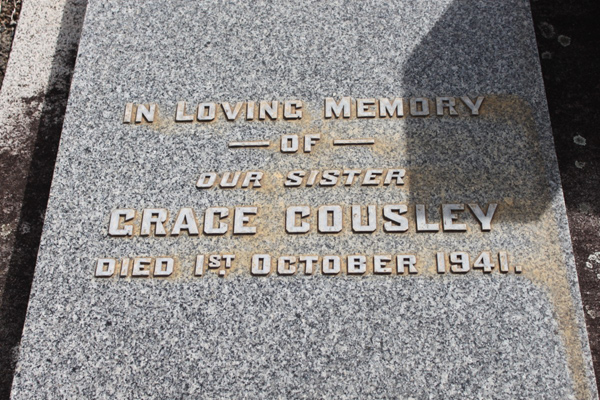 IN LOVING MEMORY
— OF —
OUR SISTER
GRACE COUSLEY
DIED 1ST OCTOBER 1941.